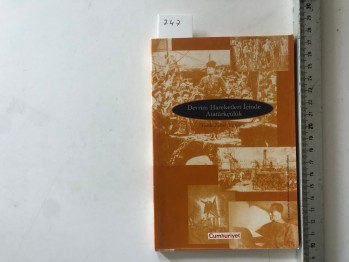 247
Devrim Hareketleri İçinde
Atatürkçülük
Cumhuriyet